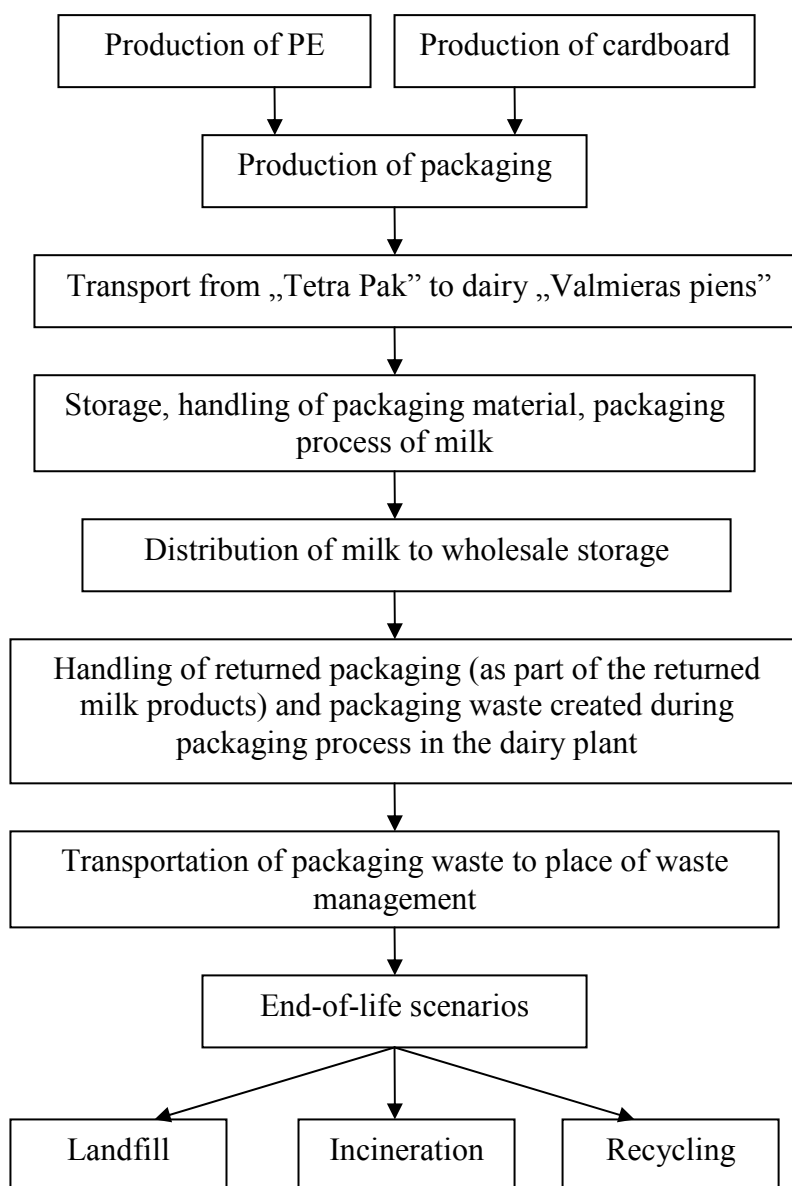 Production of PE
Production of cardboard
Production of packaging
Transport from „Tetra Pak” to dairy „Valmieras piens”
Storage, handling of packaging material, packaging
process of milk
Distribution of milk to wholesale storage
Handling of returned packaging (as part of the returned
milk products) and packaging waste created during
packaging process in the dairy plant
Transportation of packaging waste to place of waste
management
End-of-life scenarios
Landfill
Incineration
Recycling